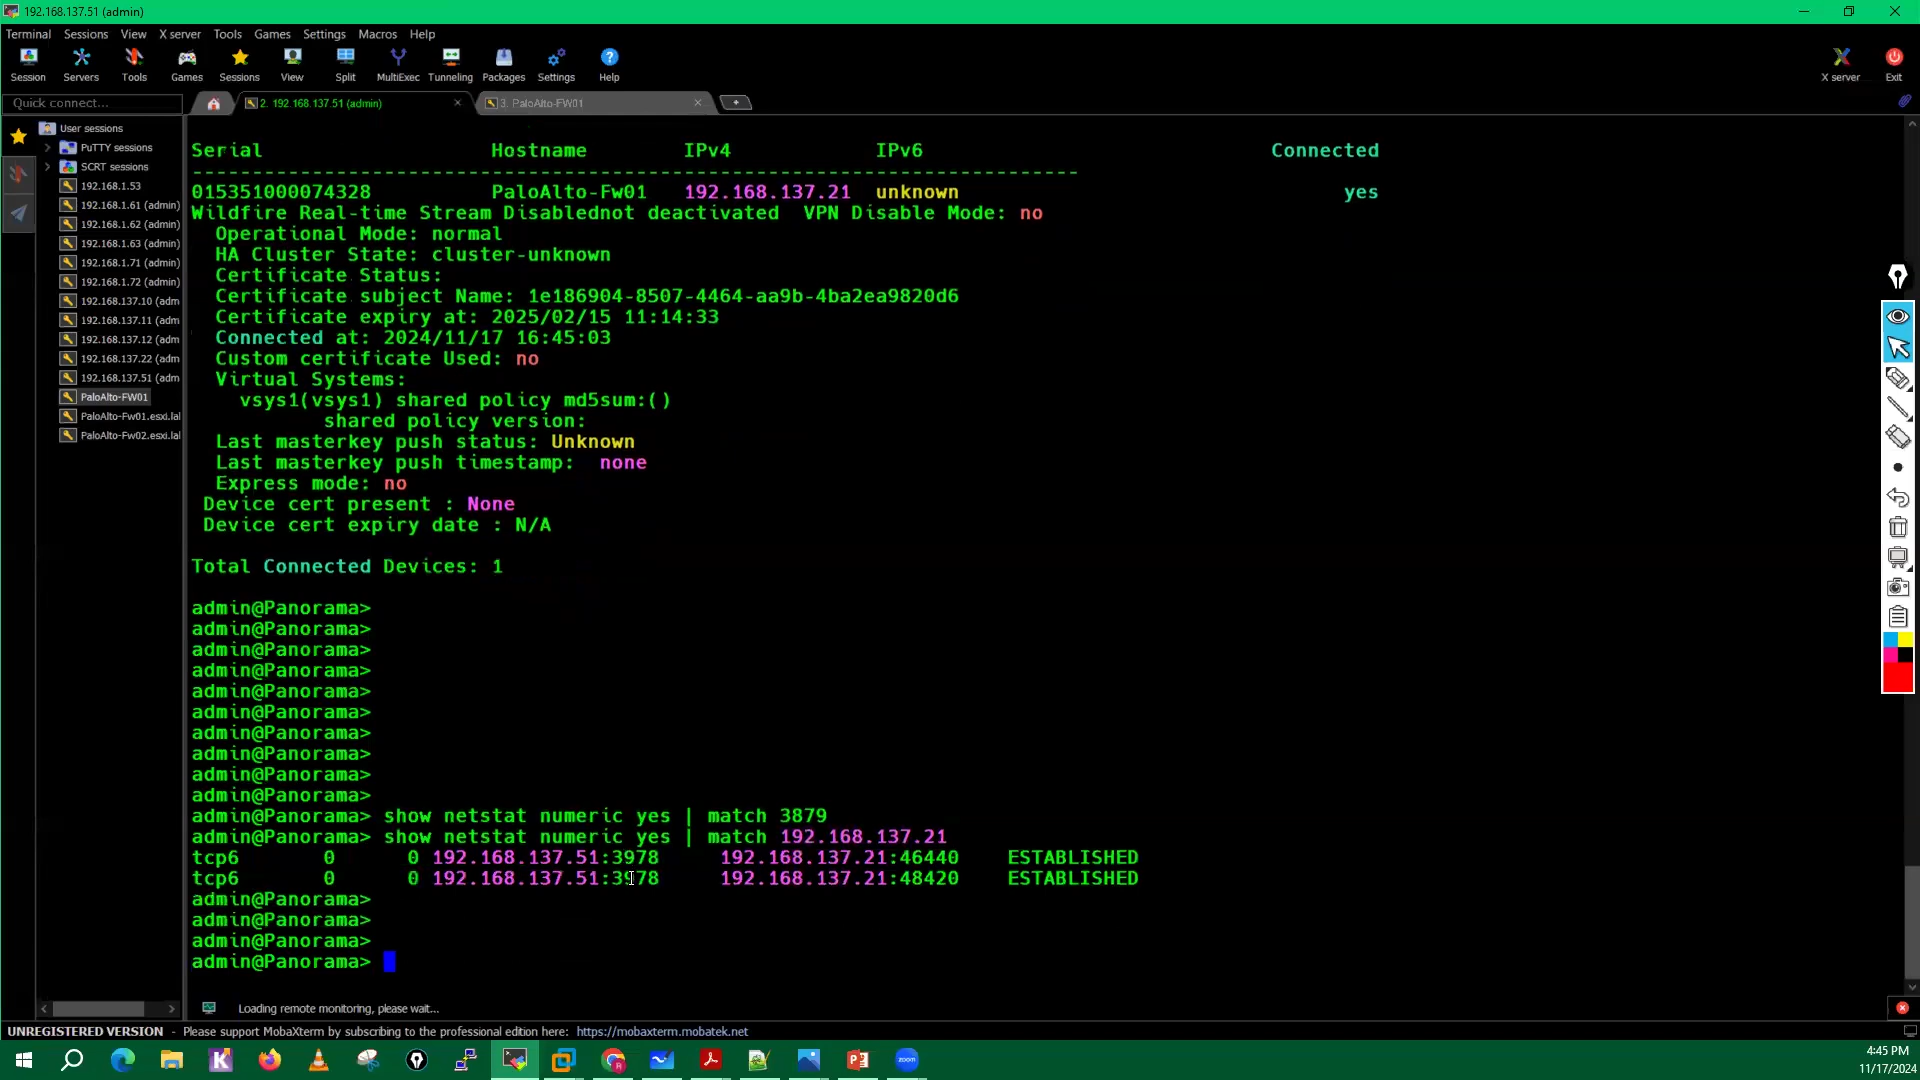 192.168.137.51 (admin)
Terminal Sessions View X server Tools Games Settings Macros Help
Session Servers Tools Games Sessions View Split MultiExec Tunneling Packages Settings Help X server Exit
Quick connect...
2. 192.168.137.51 (admin)
3. PaloAlto-FW01
User sessions
PuTTY sessions
SCRT sessions
192.168.1.53
192.168.1.61 (admin)
192.168.1.62 (admin)
192.168.1.63 (admin)
192.168.1.71 (admin)
192.168.1.72 (admin)
192.168.137.10 (adm
192.168.137.11 (adm
192.168.137.12 (adm
192.168.137.22 (adm
192.168.137.51 (adm
PaloAlto-FW01
PaloAlto-Fw01.esxi.lal
PaloAlto-Fw02.esxi.lal
Serial Hostname IPv4 IPv6 Connected
--------------------------------------------------------------------------
015351000074328 PaloAlto-Fw01 192.168.137.21 unknown yes
Wildfire Real-time Stream Disablednot deactivated VPN Disable Mode: no
Operational Mode: normal
HA Cluster State: cluster-unknown
Certificate Status:
Certificate subject Name: 1e186904-8507-4464-aa9b-4ba2ea9820d6
Certificate expiry at: 2025/02/15 11:14:33
Connected at: 2024/11/17 16:45:03
Custom certificate Used: no
Virtual Systems:
vsys1(vsys1) shared policy md5sum:()
shared policy version:
Last masterkey push status: Unknown
Last masterkey push timestamp: none
Express mode: no
Device cert present : None
Device cert expiry date : N/A
Total Connected Devices: 1
admin@Panorama>
admin@Panorama>
admin@Panorama>
admin@Panorama>
admin@Panorama>
admin@Panorama>
admin@Panorama>
admin@Panorama>
admin@Panorama>
admin@Panorama>
admin@Panorama> show netstat numeric yes | match 3879
admin@Panorama> show netstat numeric yes | match 192.168.137.21
tcp6 0 0 192.168.137.51:3978 192.168.137.21:46440 ESTABLISHED
tcp6 0 0 192.168.137.51:3978 192.168.137.21:48420 ESTABLISHED
admin@Panorama>
admin@Panorama>
admin@Panorama>
admin@Panorama>
Loading remote monitoring, please wait...
UNREGISTERED VERSION - Please support MobaXterm by subscribing to the professional edition here: https://mobaxterm.mobatek.net
4:45 PM
11/17/2024